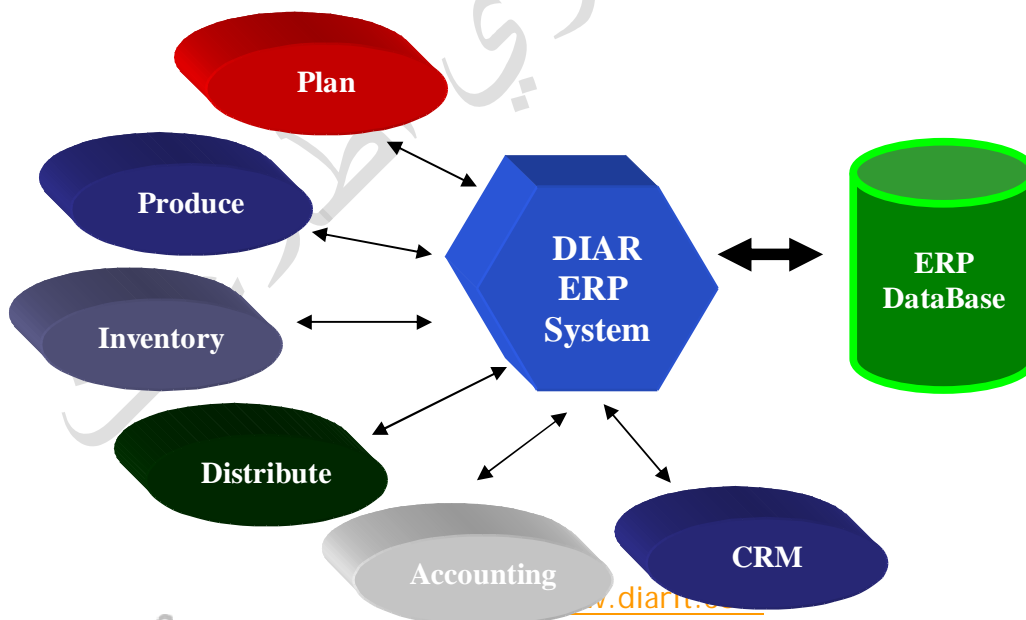 Plan
Produce
DIAR
ERP
System
ERP
DataBase
Inventory
Distribute
Accounting
CRM